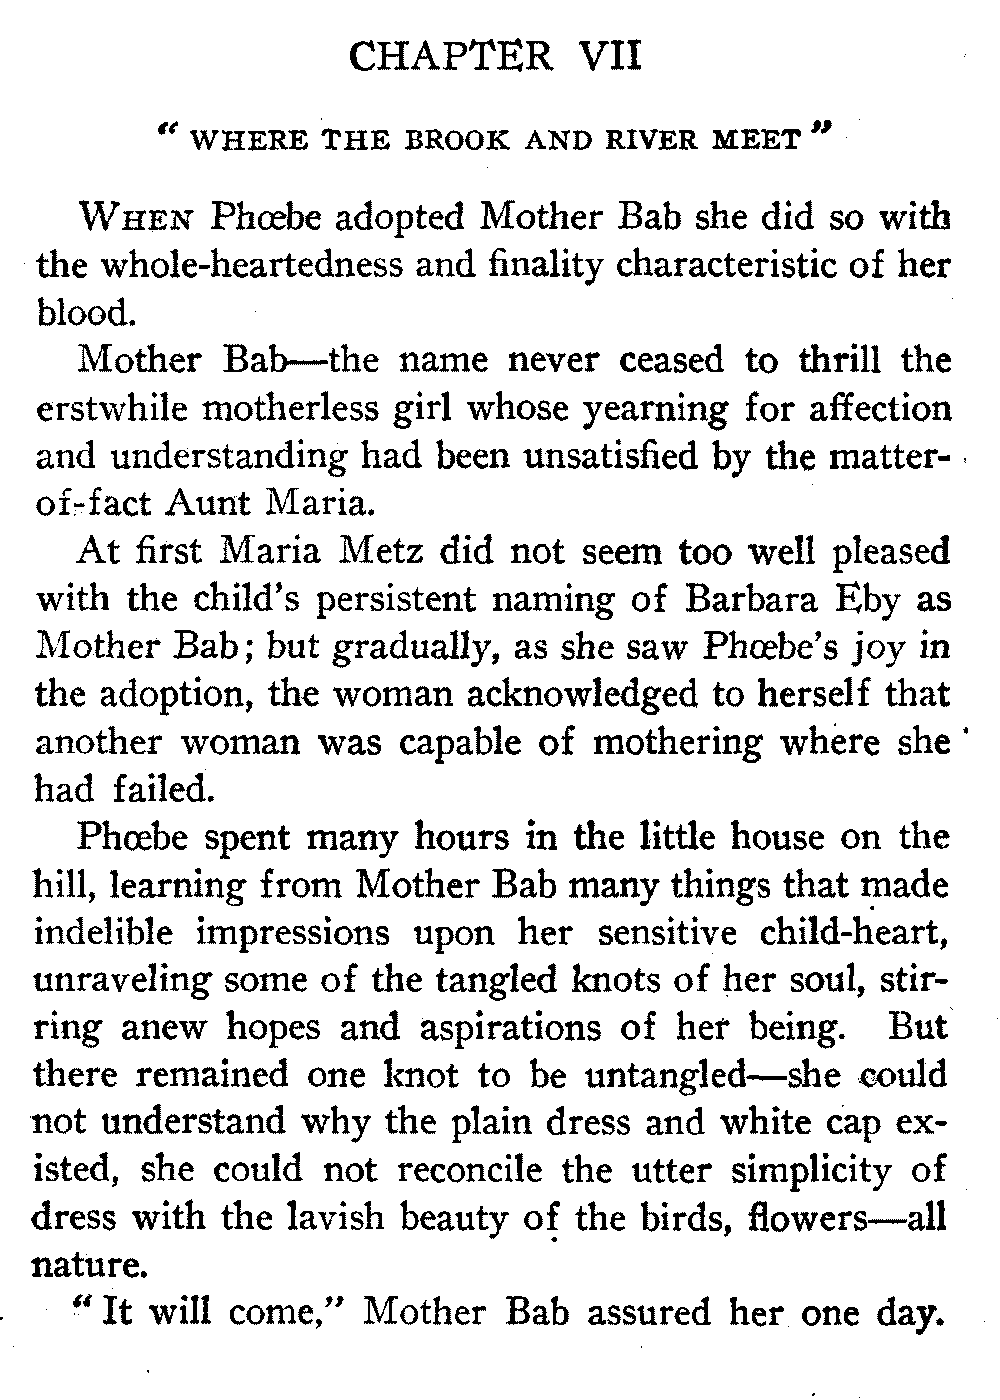 CHAPTER VII
“ WHERE THE BROOK AND RIVER MEET ”
WHEN Phœbe adopted Mother Bab she did so with
the whole-heartedness and finality characteristic of her
blood.
Mother Bab—the name never ceased to thrill the
erstwhile motherless girl whose yearning for affection
and understanding had been unsatisfied by the matter-
of-fact Aunt Maria.
At first Maria Metz did not seem too well pleased
with the child’s persistent naming of Barbara Eby as
Mother Bab; but gradually, as she saw Phœbe’s joy in
the adoption, the woman acknowledged to herself that
another woman was capable of mothering where she
had failed.
Phœbe spent many hours in the little house on the
hill, learning from Mother Bab many things that made
indelible impressions upon her sensitive child-heart,
unraveling some of the tangled knots of her soul, stir-
ring anew hopes and aspirations of her being. But
there remained one knot to be untangled—she could
not understand why the plain dress and white cap ex-
isted, she could not reconcile the utter simplicity of
dress with the lavish beauty of the birds, flowers—all
nature.
“ It will come,” Mother Bab assured her one day.